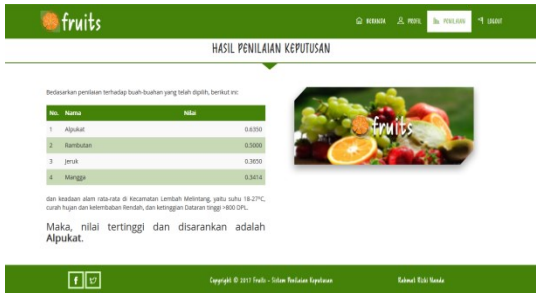 fruits
BERANDA PROFIL PENILAIAN LOGOUT
HASIL PENILAIAN KEPUTUSAN
Bedasarkan penilaian terhadap buah-buahan yang telah dipilih, berikut ini:
No. Nama Nilai
1 Alpukat 0.6350
2 Rambutan 0.5000
3 Jeruk 0.3650
4 Mangga 0.3414
fruits
dan keadaan alam rata-rata di Kecamatan Lembah Melintang, yaitu suhu 18-27°C,
curah hujan dan kelembaban Rendah, dan ketinggian Dataran tinggi >800 DPL.
Maka, nilai tertinggi dan disarankan adalah
Alpukat.
Copyright © 2017 Fruits - Sistem Penilaian Keputusan
Rahmat Rizki Nanda